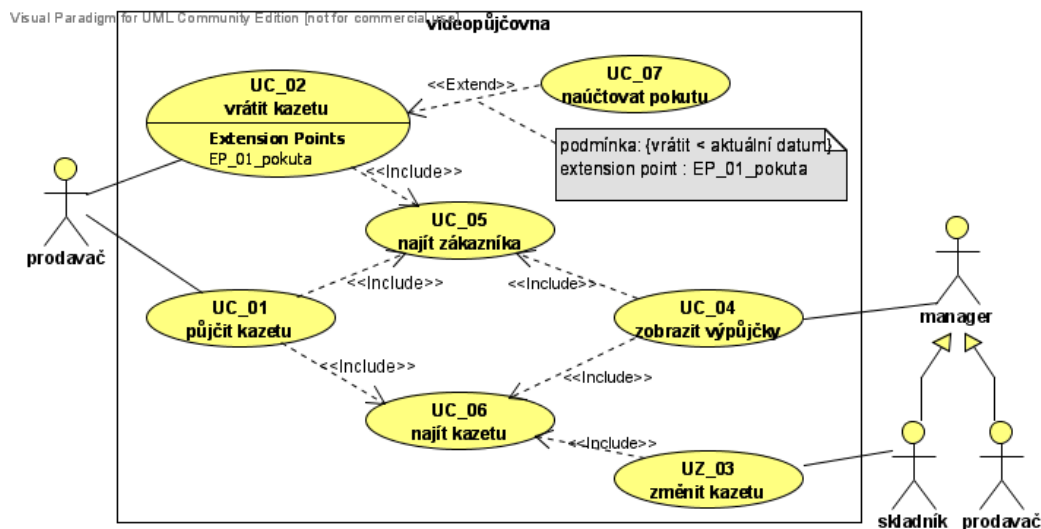 Visual Paradigm for UML Community Edition [not for commercial use]
videopůjčovna
UC_02
vrátit kazetu
Extension Points
EP_01_pokuta
<<Extend>>
UC_07
naúčtovat pokutu
podmínka: {vrátit < aktuální datum}
extension point : EP_01_pokuta
<<Include>>
prodavač
UC_05
najít zákazníka
<<Include>>
<<Include>>
UC_01
půjčit kazetu
UC_04
zobrazit výpůjčky
manager
<<Include>>
<<Include>>
UC_06
najít kazetu
<<Include>>
UZ_03
změnit kazetu
skladník
prodavač